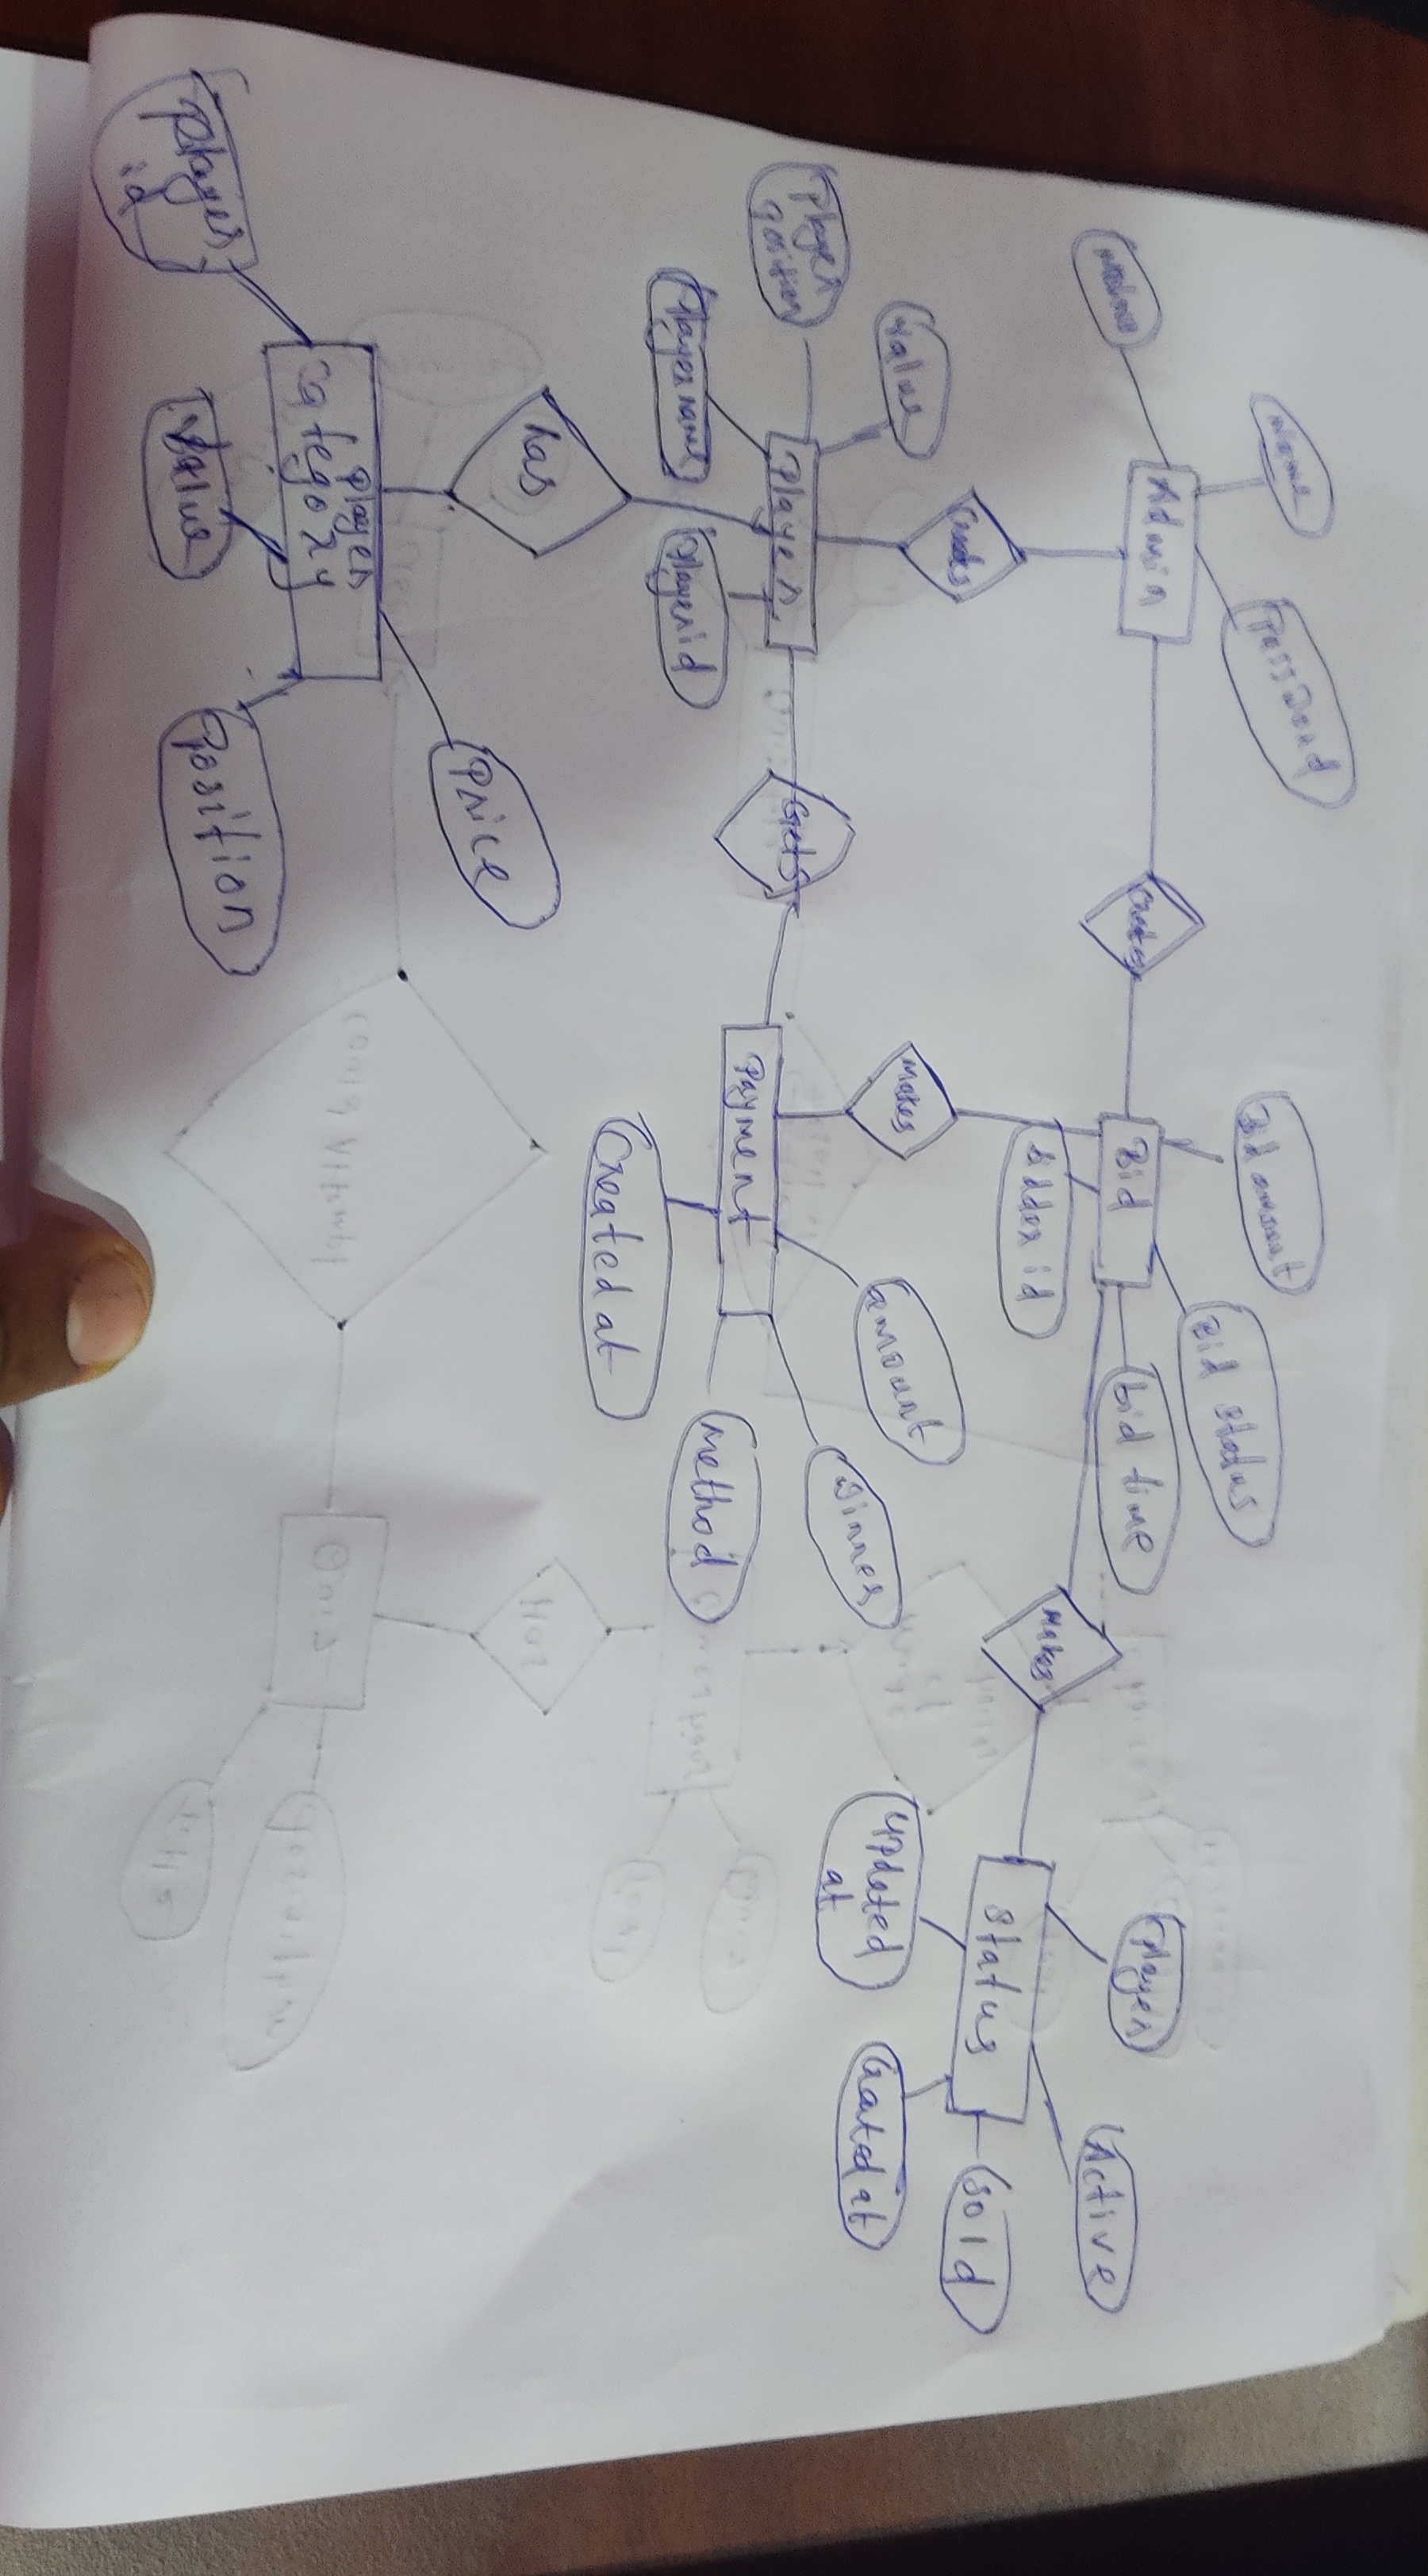 Name
Password
Admin
Creates
Bid amount
Bid status
bid time
Bid
Bidder id
Makes
Player
Active
Status
Sold
Updated
at
Created at
Value
Player
position
Player name
Player
Player id
Creates
Gets
Makes
Payment
amount
Winner
method
Created at
has
Player
id
Player
Category
Value
Price
Position